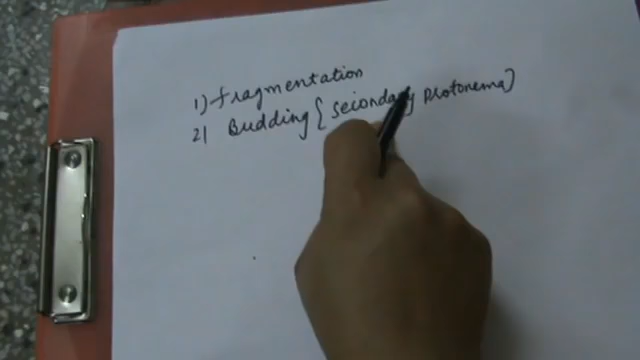 1) fragmentation
2) Budding {secondary protonema}